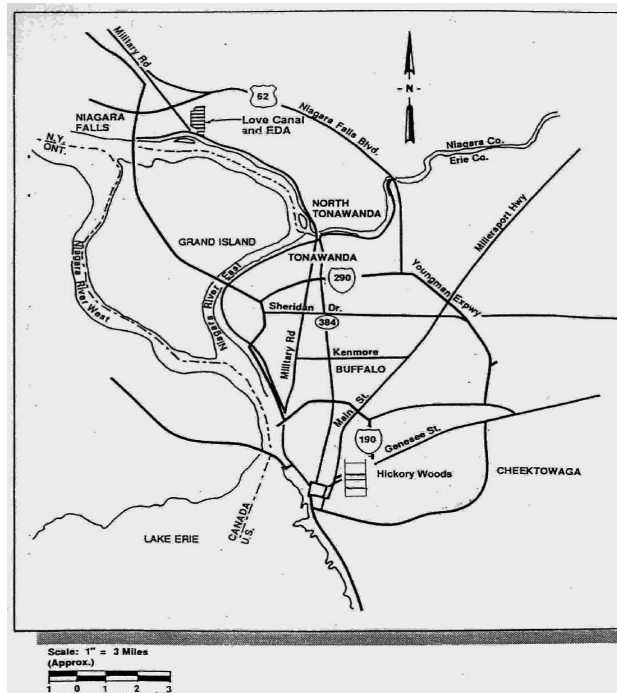 Military Rd
62
NIAGARA
FALLS
Love Canal
and EDA
Niagara Falls Blvd.
- N -
N.Y.
ONT.
Niagara Co.
Erie Co.
NORTH
TONAWANDA
Millersport Hwy
GRAND ISLAND
TONAWANDA
Niagara River West
Niagara River East
290
Youngman Expwy
Sheridan Dr.
384
Military Rd
Kenmore
BUFFALO
Main St.
190
Genesee St.
Hickory Woods
CHEEKTOWAGA
LAKE ERIE
CANADA
U.S.
Scale: 1" = 3 Miles
(Approx.)
1 0 1 2 3